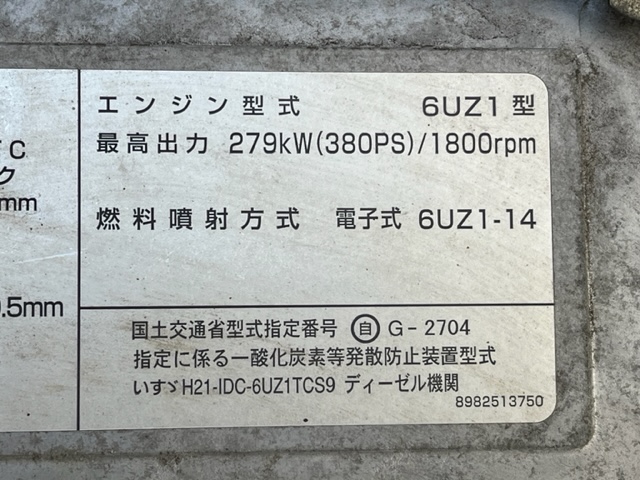 エンジン型式 6UZ1型
最高出力 279kW(380PS)/1800rpm
燃料噴射方式 電子式 6UZ1-14
C
ク
mm
.5mm
国土交通省型式指定番号 自 G-2704
指定に係る一酸化炭素等発散防止装置型式
いすゞH21-IDC-6UZ1TCS9 ディーゼル機関
8982513750